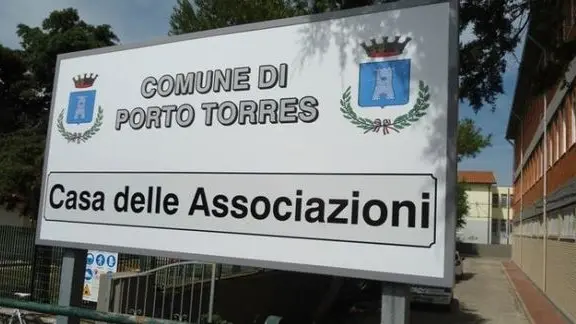 COMUNE DI
PORTO TORRES
Casa delle Associazioni